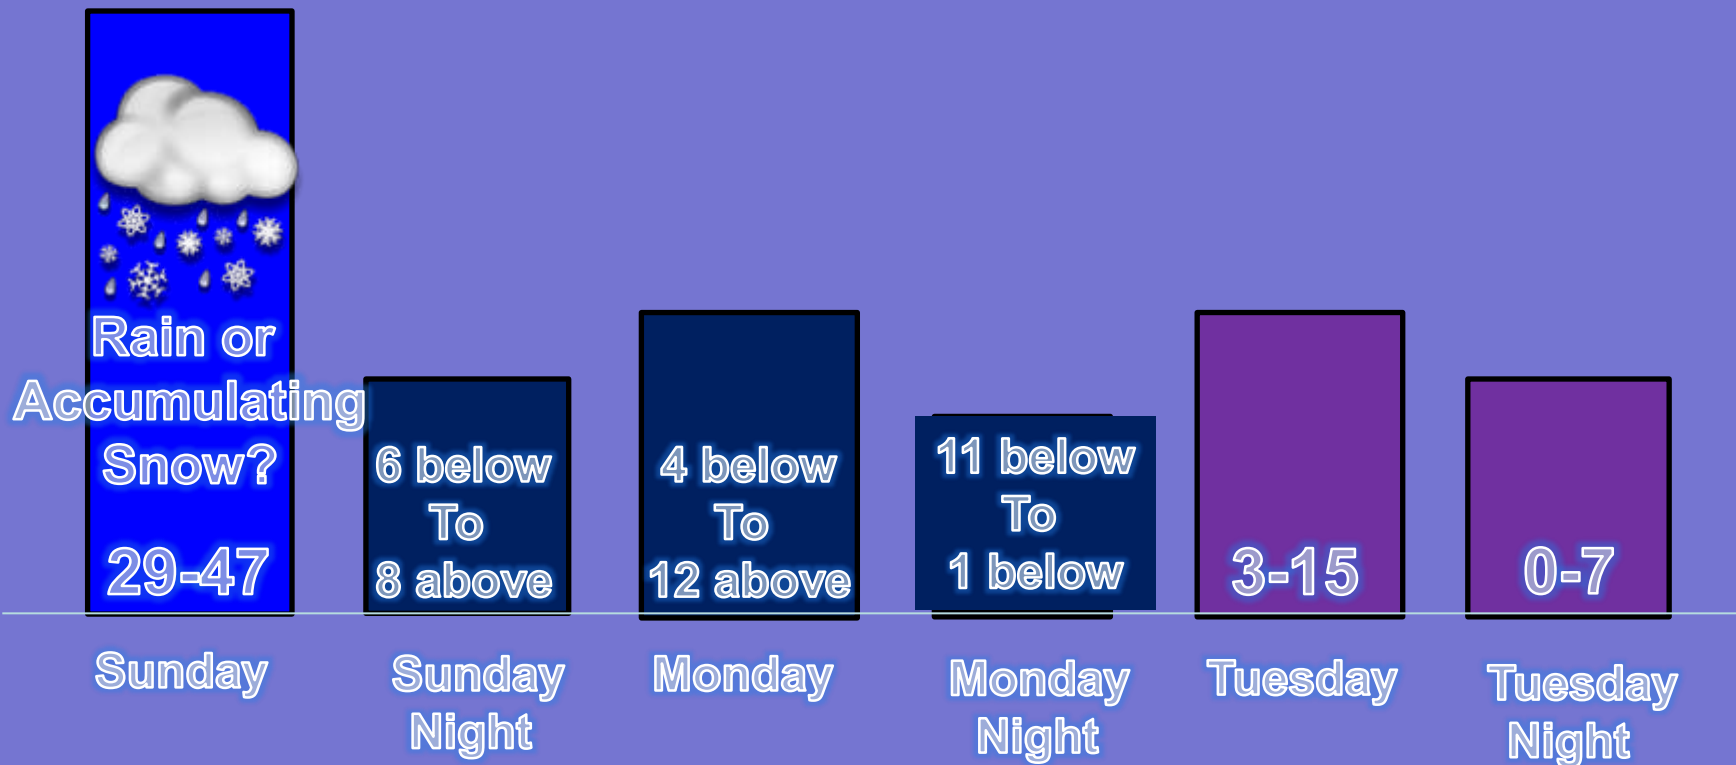 Rain or
Accumulating
Snow?
29-47
6 below
To
8 above
4 below
To
12 above
11 below
To
1 below
3-15
0-7
Sunday
Sunday
Night
Monday
Monday
Night
Tuesday
Tuesday
Night